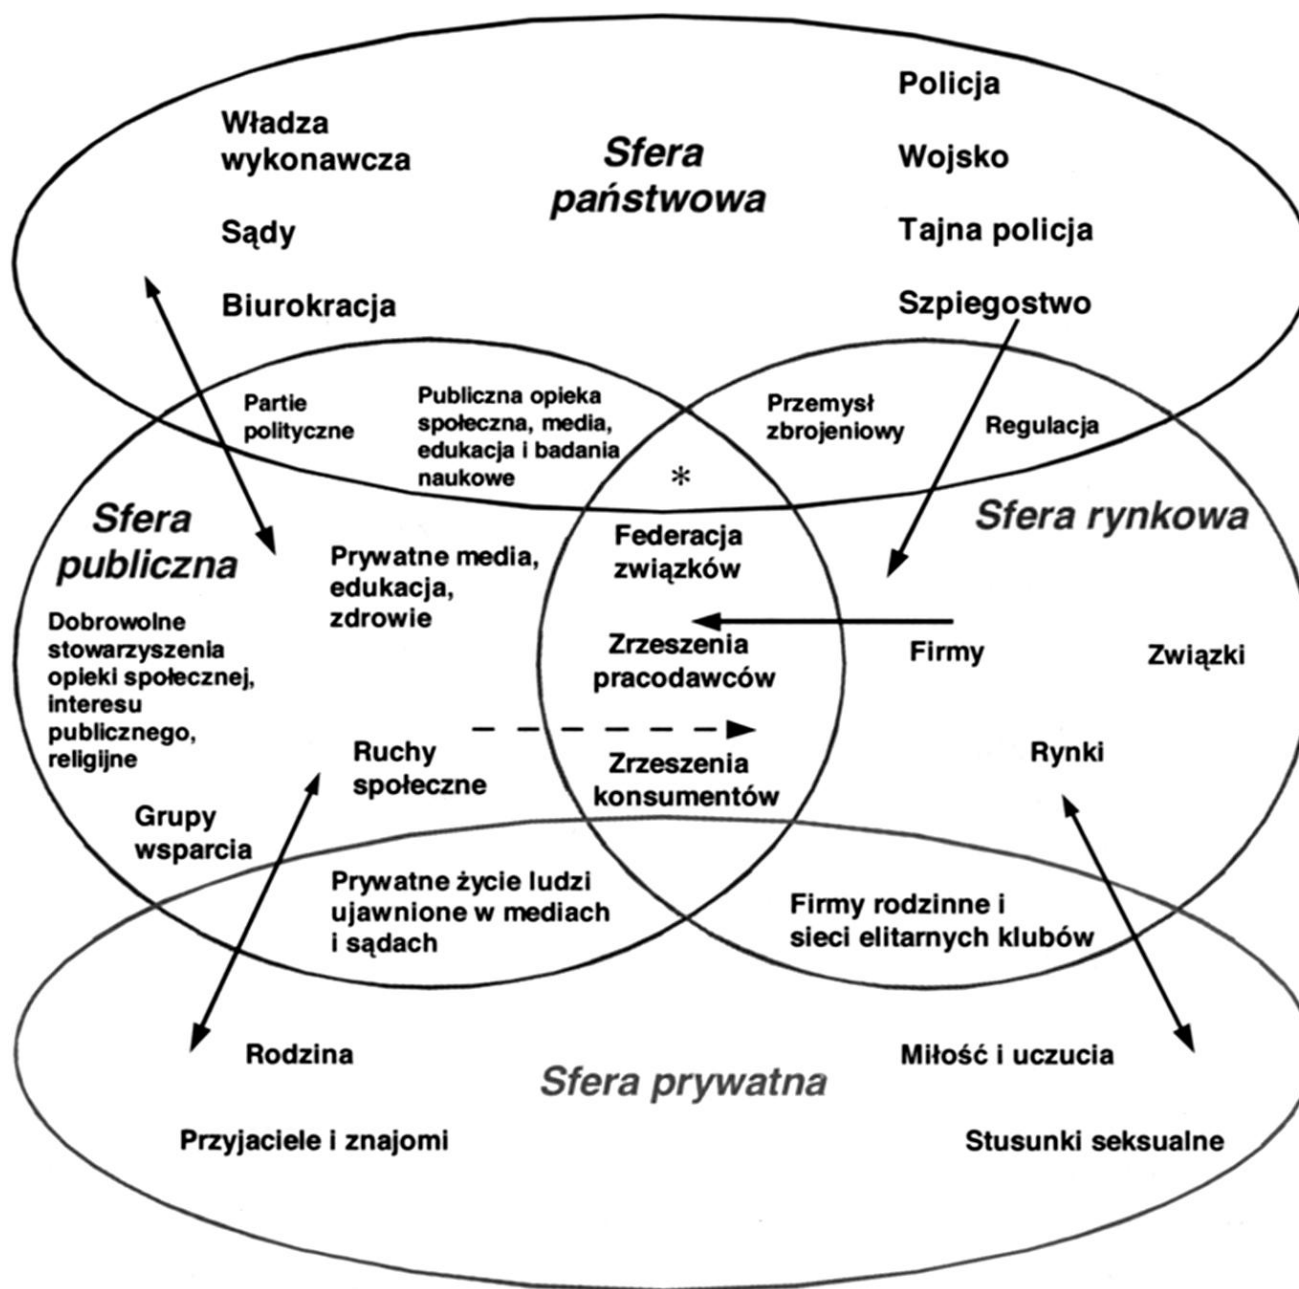 Władza
wykonawcza
Sądy
Biurokracja
Sfera
państwowa
Policja
Wojsko
Tajna policja
Szpiegostwo
Partie
polityczne
Publiczna opieka
społeczna, media,
edukacja i badania
naukowe
*
Przemysł
zbrojeniowy
Regulacja
Sfera
publiczna
Dobrowolne
stowarzyszenia
opieki społecznej,
interesu
publicznego,
religijne
Prywatne media,
edukacja,
zdrowie
Ruchy
społeczne
Grupy
wsparcia
Federacja
związków
Zrzeszenia
pracodawców
Zrzeszenia
konsumentów
Sfera rynkowa
Firmy
Związki
Rynki
Prywatne życie ludzi
ujawnione w mediach
i sądach
Firmy rodzinne i
sieci elitarnych klubów
Rodzina
Przyjaciele i znajomi
Sfera prywatna
Miłość i uczucia
Stusunki seksualne